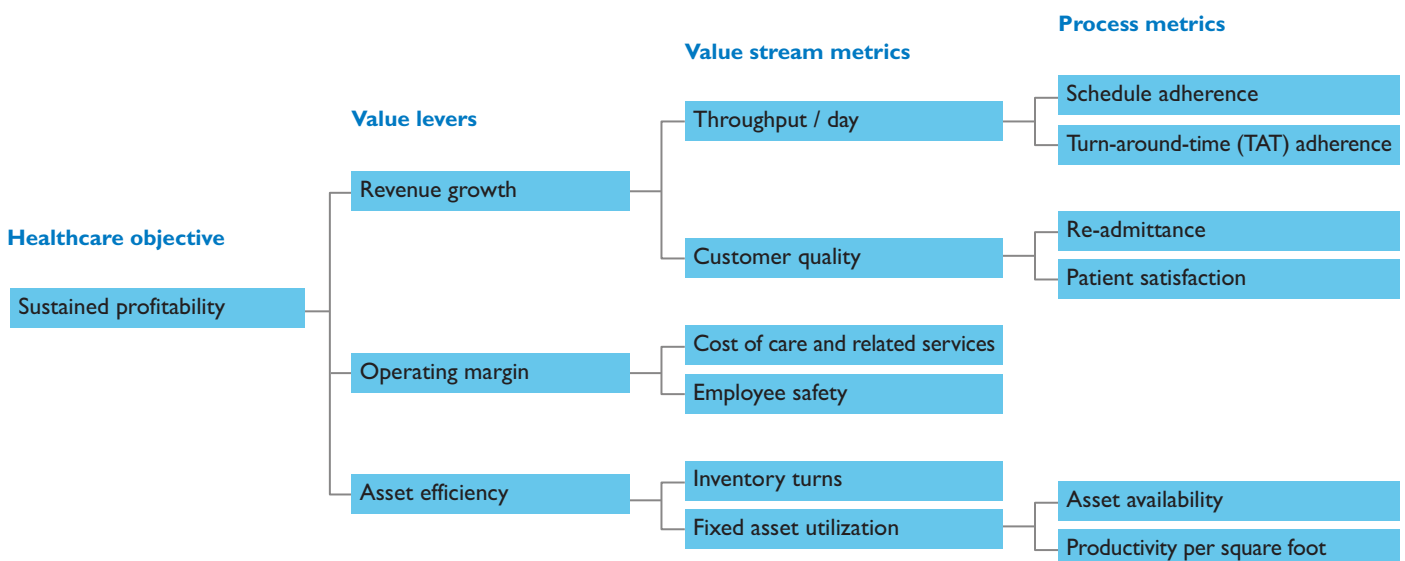 Process metrics
Value stream metrics
Schedule adherence
Value levers
Throughput / day
Turn-around-time (TAT) adherence
Revenue growth
Healthcare objective
Re-admittance
Customer quality
Patient satisfaction
Sustained profitability
Cost of care and related services
Operating margin
Employee safety
Inventory turns
Asset efficiency
Asset availability
Fixed asset utilization
Productivity per square foot